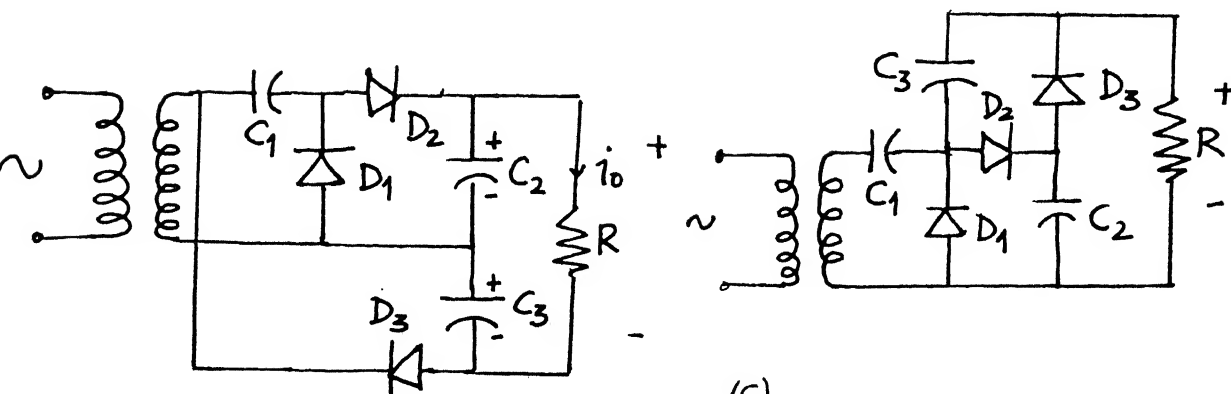 C1
D2
D1
+
-
C2
i0
+
R
~
+
-
C3
D3
-
C3
D2
D3
+
R
-
C1
D1
C2
~
(C)